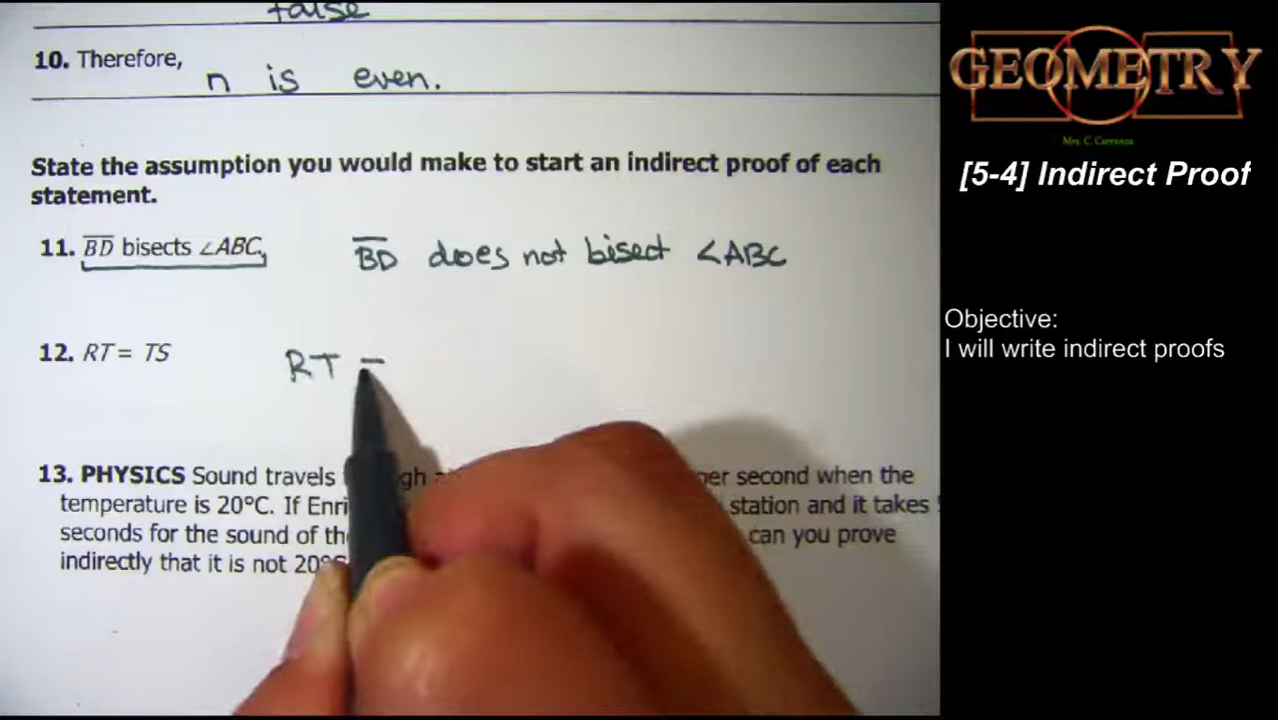 false
10. Therefore, n is even.
State the assumption you would make to start an indirect proof of each
statement.
11. BD bisects ∠ABC, BD does not bisect ∠ABC
12. RT = TS RT =
13. PHYSICS Sound travels second when the
temperature is 20°C. If station and it takes
seconds for the sound of can you prove
indirectly that it is not
GEOMETRY
Mrs. C. Carranza
[5-4] Indirect Proof
Objective:
I will write indirect proofs